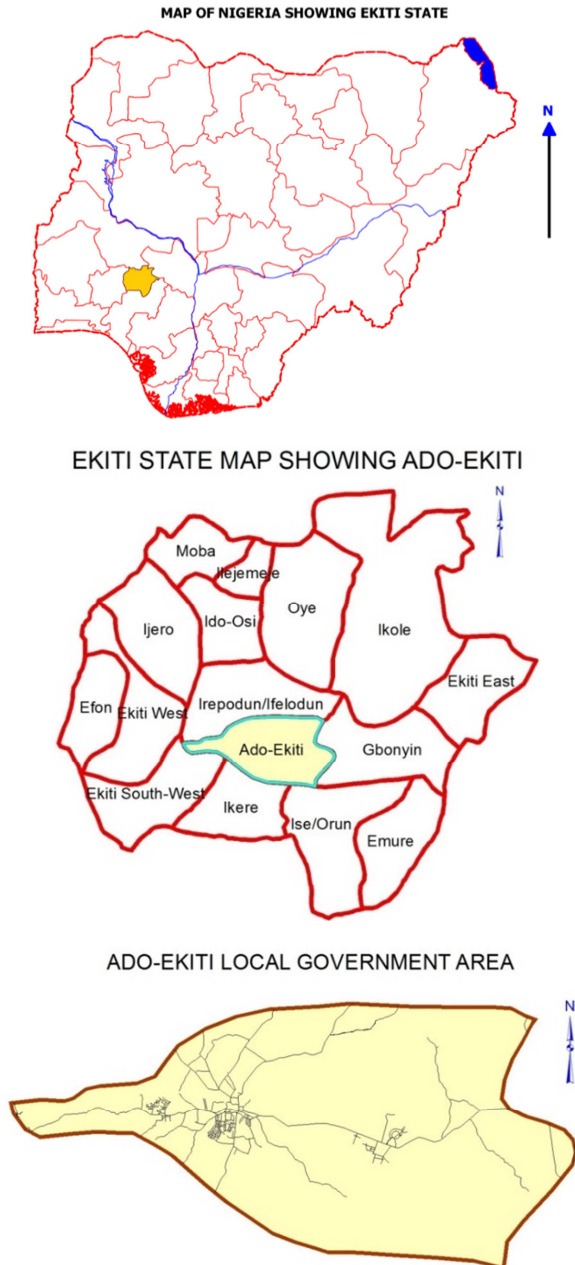 MAP OF NIGERIA SHOWING EKITI STATE
N
EKITI STATE MAP SHOWING ADO-EKITI
N
Moba
Ilejemeje
Oye
Ido-Osi
Ijero
Ikole
Ekiti East
Efon
Ekiti West
Irepodun/Ifelodun
Ado-Ekiti
Gbonyin
Ekiti South-West
Ikere
Ise/Orun
Emure
ADO-EKITI LOCAL GOVERNMENT AREA
N